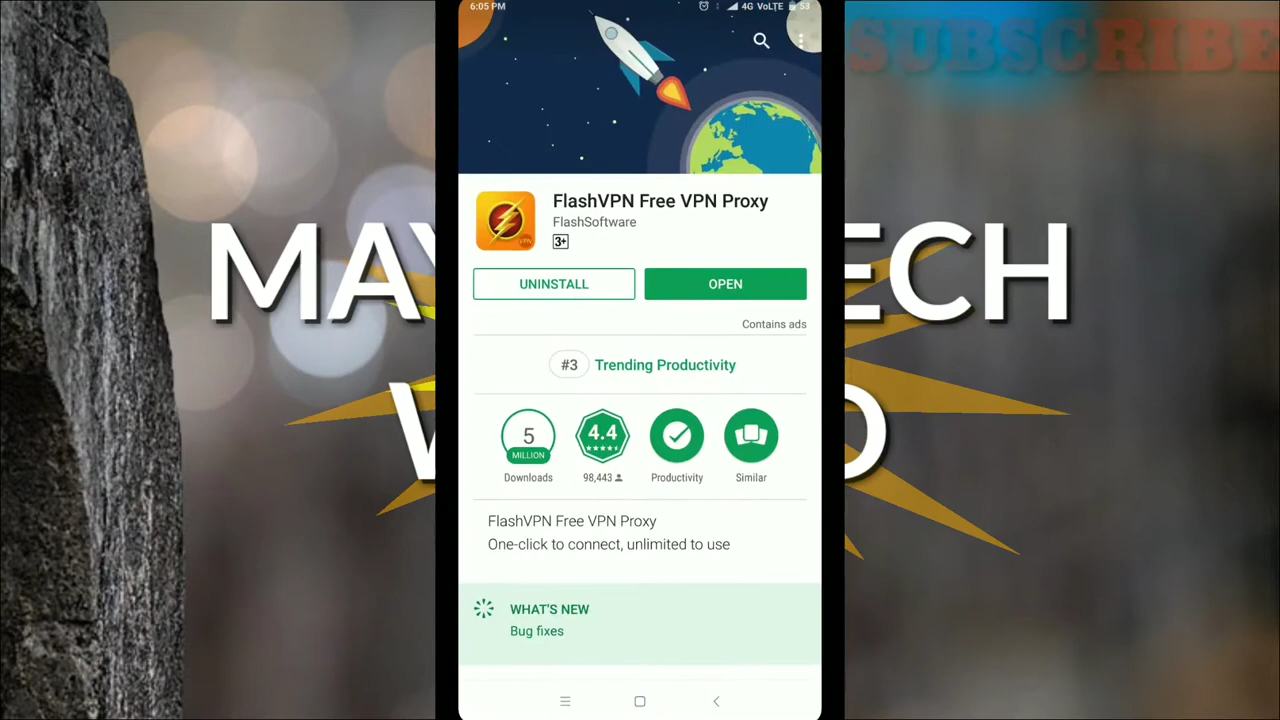 6:05 PM 4G VoLTE 53
SUBSCRIBE
FlashVPN Free VPN Proxy
FlashSoftware
3+
VPN
UNINSTALL OPEN
Contains ads
#3 Trending Productivity
5 MILLION
4.4
Downloads 98,443 Productivity Similar
FlashVPN Free VPN Proxy
One-click to connect, unlimited to use
WHAT'S NEW
Bug fixes